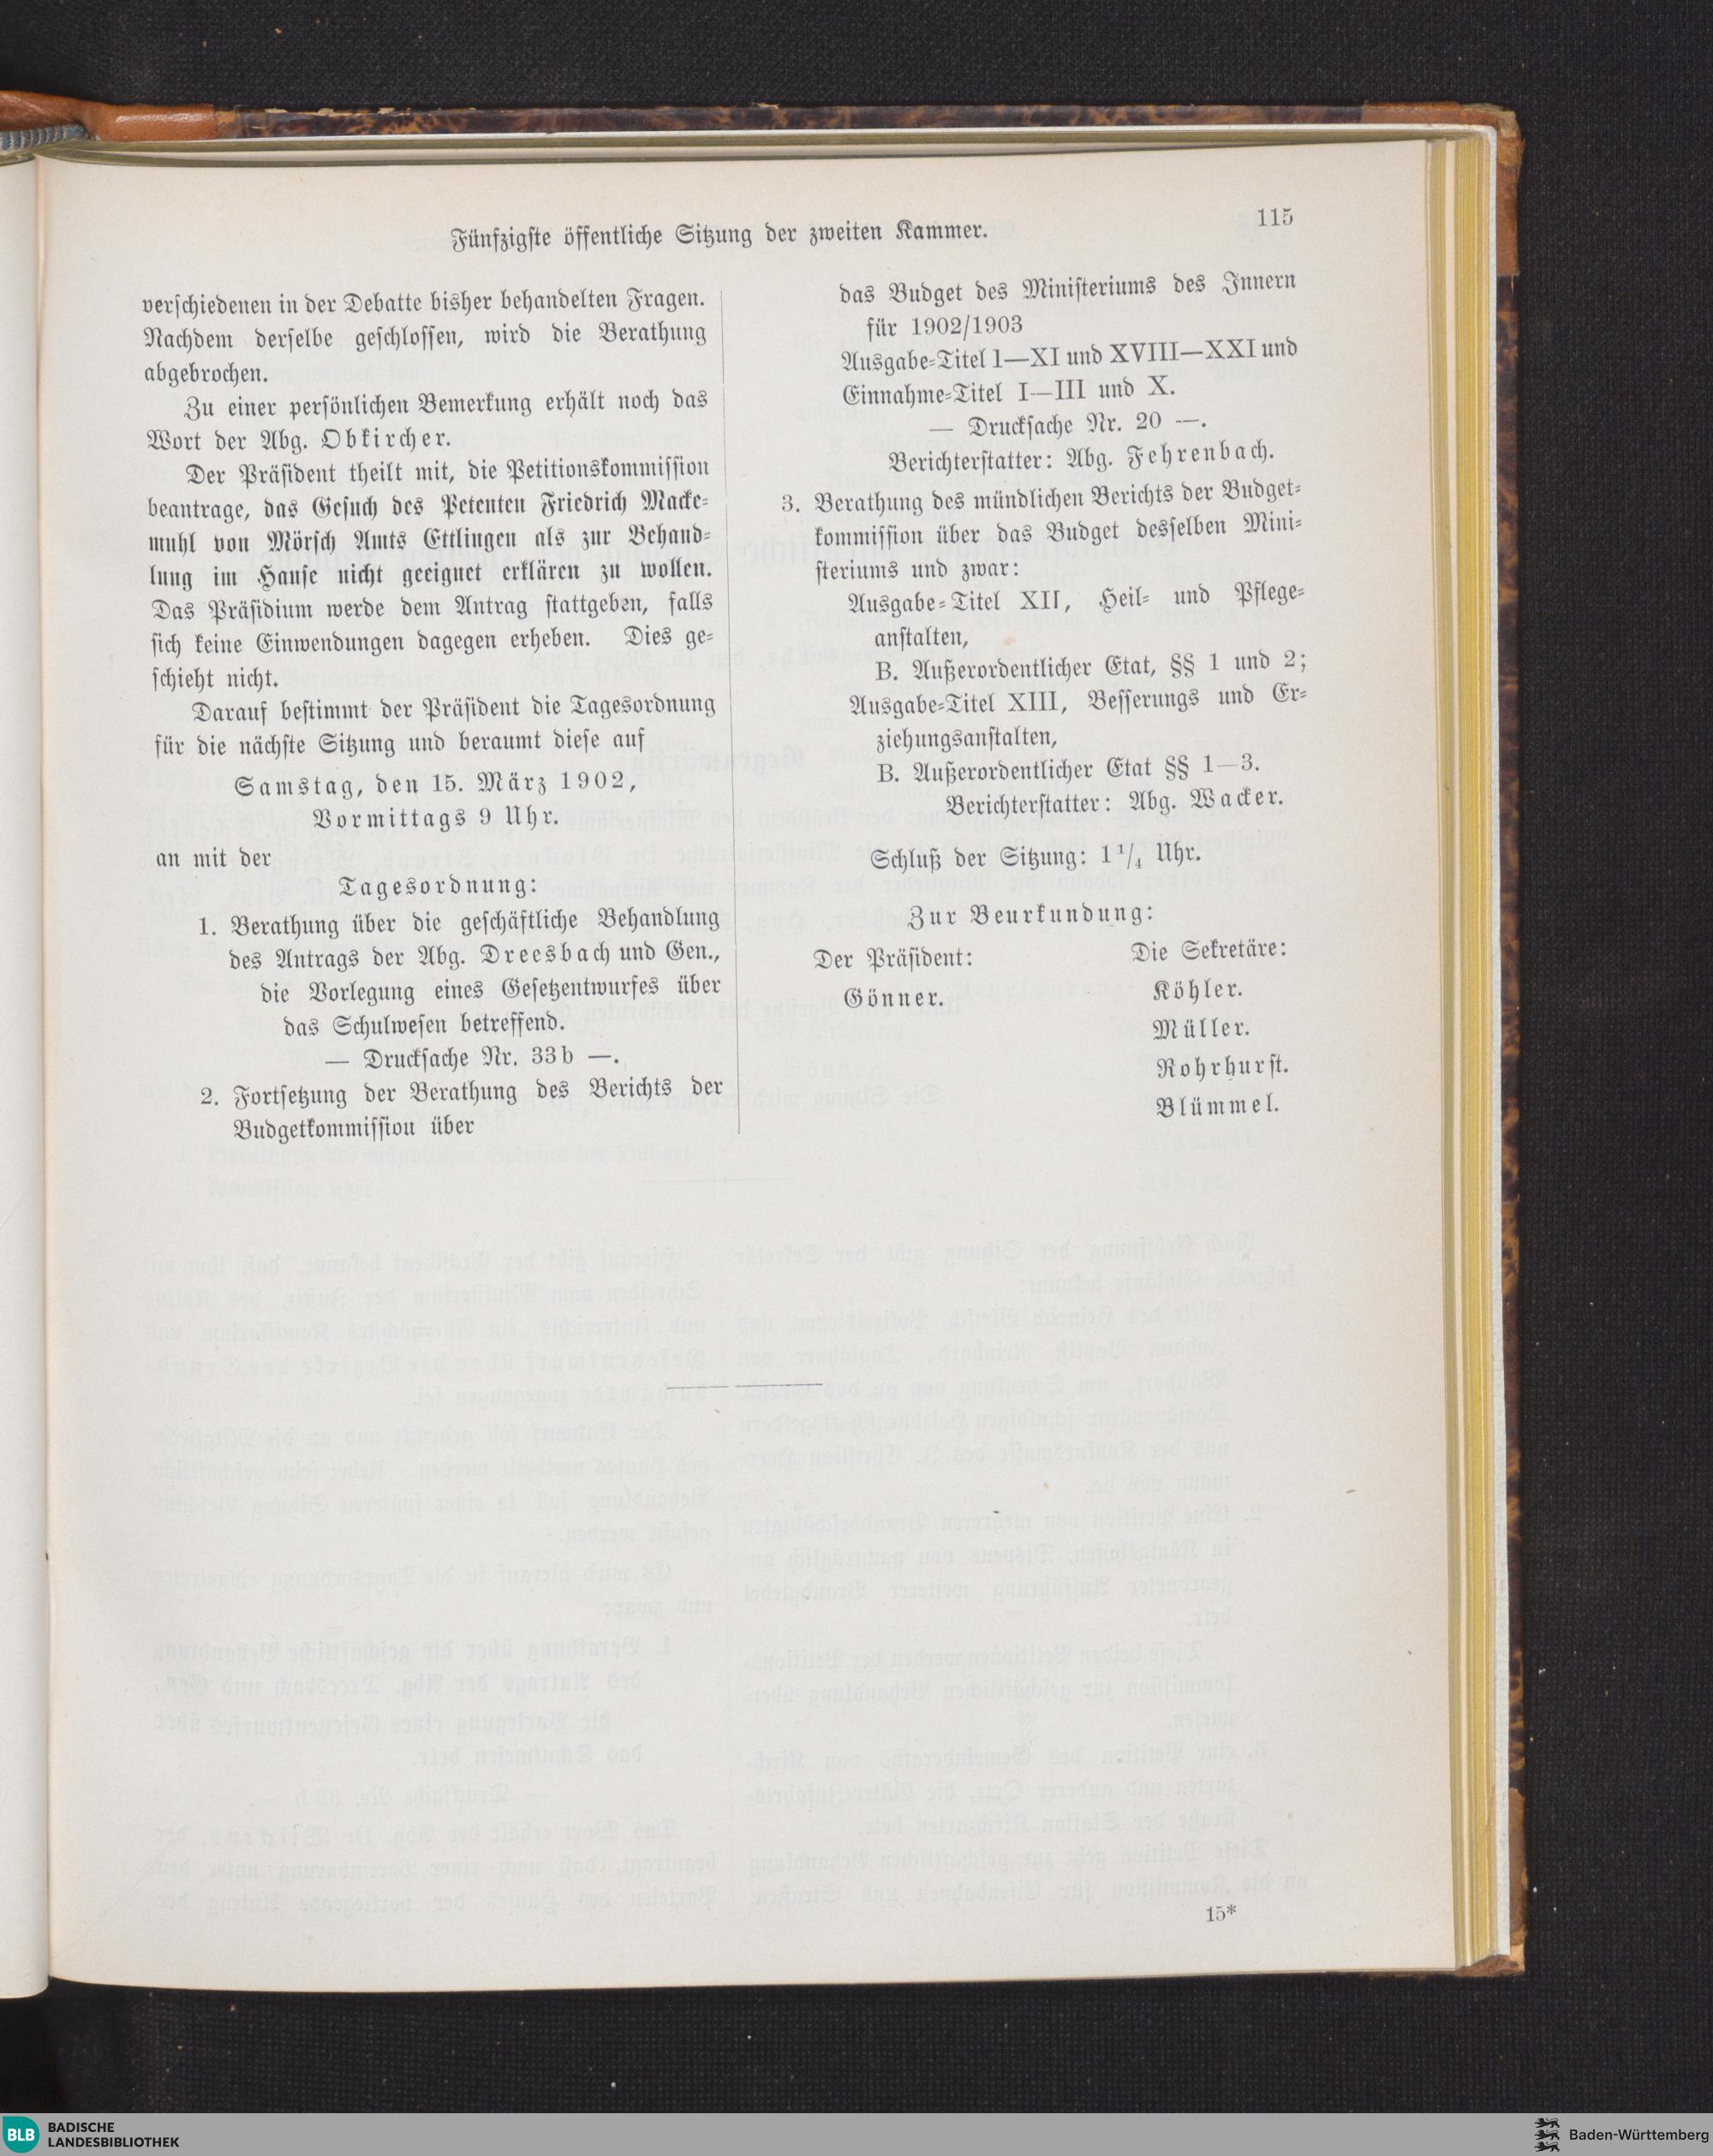 Fünfzigste öffentliche Sitzung der zweiten Kammer.
115
verschiedenen in der Debatte bisher behandelten Fragen.
Nachdem derselbe geschlossen, wird die Berathung
abgebrochen.
Zu einer persönlichen Bemerkung erhält noch das
Wort der Abg. Obkircher.
Der Präsident theilt mit, die Petitionskommission
beantrage, das Gesuch des Petenten Friedrich Macke-
muhl von Mörsch Amts Ettlingen als zur Behand-
lung im Hause nicht geeignet erklären zu wollen.
Das Präsidium werde dem Antrag stattgeben, falls
sich keine Einwendungen dagegen erheben. Dies ge-
schieht nicht.
Darauf bestimmt der Präsident die Tagesordnung
für die nächste Sitzung und beraumt diese auf
Samstag, den 15. März 1902,
Vormittags 9 Uhr.
an mit der
Tagesordnung:
1. Berathung über die geschäftliche Behandlung
des Antrags der Abg. Dreesbach und Gen.,
die Vorlegung eines Gesetzentwurfes über
das Schulwesen betreffend.
— Drucksache Nr. 33b —.
2. Fortsetzung der Berathung des Berichts der
Budgetkommission über
das Budget des Ministeriums des Innern
für 1902/1903
Ausgabe-Titel I—XI und XVIII—XXI und
Einnahme-Titel I—III und X.
— Drucksache Nr. 20 —.
Berichterstatter: Abg. Fehrenbach.
3. Berathung des mündlichen Berichts der Budget-
kommission über das Budget desselben Mini-
steriums und zwar:
Ausgabe-Titel XII, Heil- und Pflege-
anstalten,
B. Außerordentlicher Etat, §§ 1 und 2;
Ausgabe-Titel XIII, Besserungs und Er-
ziehungsanstalten,
B. Außerordentlicher Etat §§ 1—3.
Berichterstatter: Abg. Wacker.
Schluß der Sitzung: 1 1/4 Uhr.
Zur Beurkundung:
Der Präsident:
Gönner.
Die Sekretäre:
Köhler.
Müller.
Rohrhurst.
Blümmel.
15*
BLB BADISCHE
LANDESBIBLIOTHEK
Baden-Württemberg